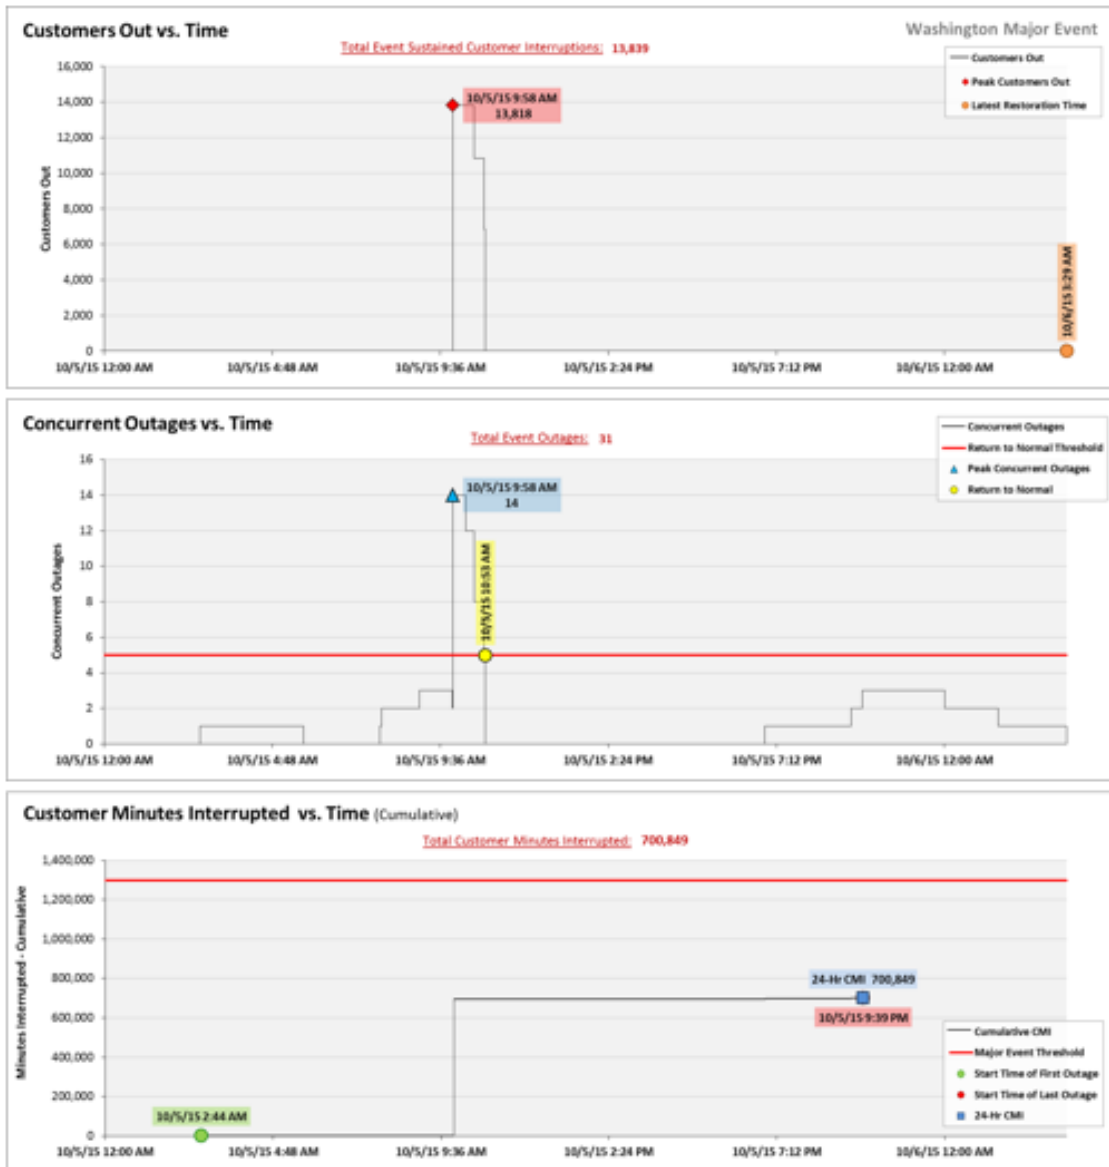 Customers Out vs. Time
Washington Major Event
Total Event Sustained Customer Interruptions: 13,839
Customers Out
Peak Customers Out
Latest Restoration Time
16,000
14,000
12,000
10,000
8,000
6,000
4,000
2,000
0
Customers Out
10/5/15 9:58 AM
13,818
10/6/15 3:29 AM
10/5/15 12:00 AM 10/5/15 4:48 AM 10/5/15 9:36 AM 10/5/15 2:24 PM 10/5/15 7:12 PM 10/6/15 12:00 AM
Concurrent Outages vs. Time
Total Event Outages: 31
Concurrent Outages
Return to Normal Threshold
Peak Concurrent Outages
Return to Normal
16
14
12
10
8
6
4
2
0
Concurrent Outages
10/5/15 9:58 AM
14
10/5/15 10:53 AM
10/5/15 12:00 AM 10/5/15 4:48 AM 10/5/15 9:36 AM 10/5/15 2:24 PM 10/5/15 7:12 PM 10/6/15 12:00 AM
Customer Minutes Interrupted vs. Time (Cumulative)
Total Customer Minutes Interrupted: 700,849
1,400,000
1,200,000
1,000,000
800,000
600,000
400,000
200,000
0
Minutes Interrupted - Cumulative
24-Hr CMI 700,849
10/5/15 9:39 PM
10/5/15 2:44 AM
Cumulative CMI
Major Event Threshold
Start Time of First Outage
Start Time of Last Outage
24-Hr CMI
10/5/15 12:00 AM 10/5/15 4:48 AM 10/5/15 9:36 AM 10/5/15 2:24 PM 10/5/15 7:12 PM 10/6/15 12:00 AM